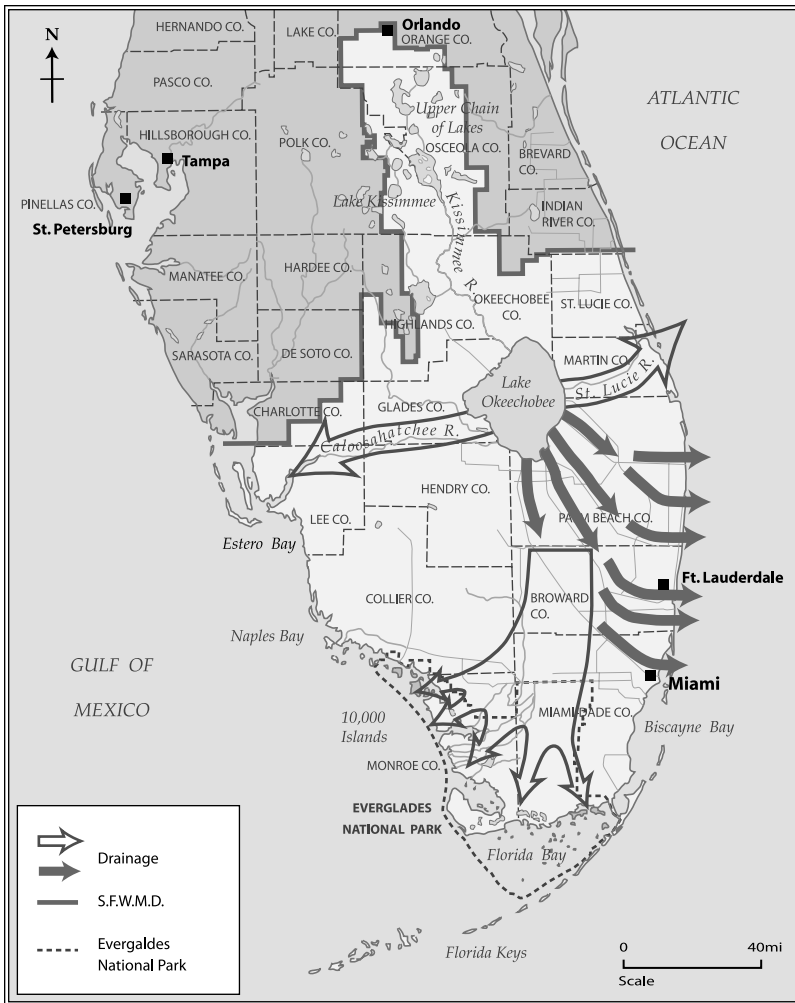 HERNANDO CO.
LAKE CO.
Orlando
ORANGE CO.
N
PASCO CO.
ATLANTIC
OCEAN
Upper Chain
of Lakes
HILLSBOROUGH CO.
POLK CO.
OSCEOLA CO.
BREVARD
CO.
Tampa
PINELLAS CO.
Lake Kissimmee
Kissimmee R.
INDIAN
RIVER CO.
St. Petersburg
MANATEE CO.
HARDEE CO.
OKEECHOBEE
CO.
ST. LUCIE CO.
HIGHLANDS CO.
SARASOTA CO.
DE SOTO CO.
MARTIN CO.
Lake
Okeechobee
St. Lucie R.
CHARLOTTE CO.
GLADES CO.
Caloosahatchee R.
HENDRY CO.
LEE CO.
PALM BEACH CO.
Estero Bay
Ft. Lauderdale
COLLIER CO.
BROWARD
CO.
Naples Bay
GULF OF
MEXICO
Miami
10,000
Islands
MIAMI-DADE CO.
Biscayne Bay
MONROE CO.
EVERGLADES
NATIONAL PARK
Florida Bay
Drainage
S.F.W.M.D.
Evergaldes
National Park
Florida Keys
0 40mi
Scale